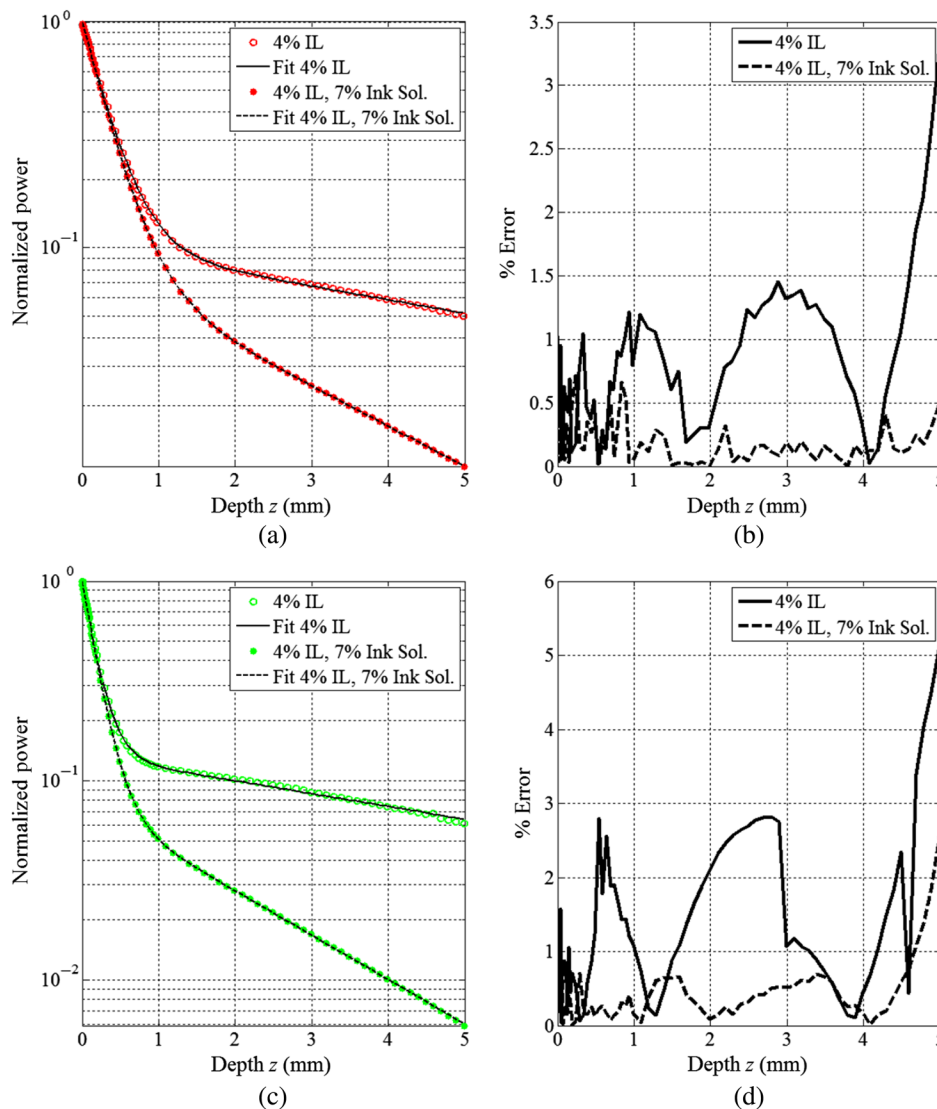 10^0
10^-1
Normalized power
4% IL
Fit 4% IL
4% IL, 7% Ink Sol.
Fit 4% IL, 7% Ink Sol.
0 1 2 3 4 5
Depth z (mm)
(a)
3.5
3
2.5
2
1.5
1
0.5
0
% Error
4% IL
4% IL, 7% Ink Sol.
0 1 2 3 4
Depth z (mm)
(b)
10^0
10^-1
10^-2
Normalized power
4% IL
Fit 4% IL
4% IL, 7% Ink Sol.
Fit 4% IL, 7% Ink Sol.
0 1 2 3 4 5
Depth z (mm)
(c)
6
5
4
3
2
1
0
% Error
4% IL
4% IL, 7% Ink Sol.
0 1 2 3 4
Depth z (mm)
(d)